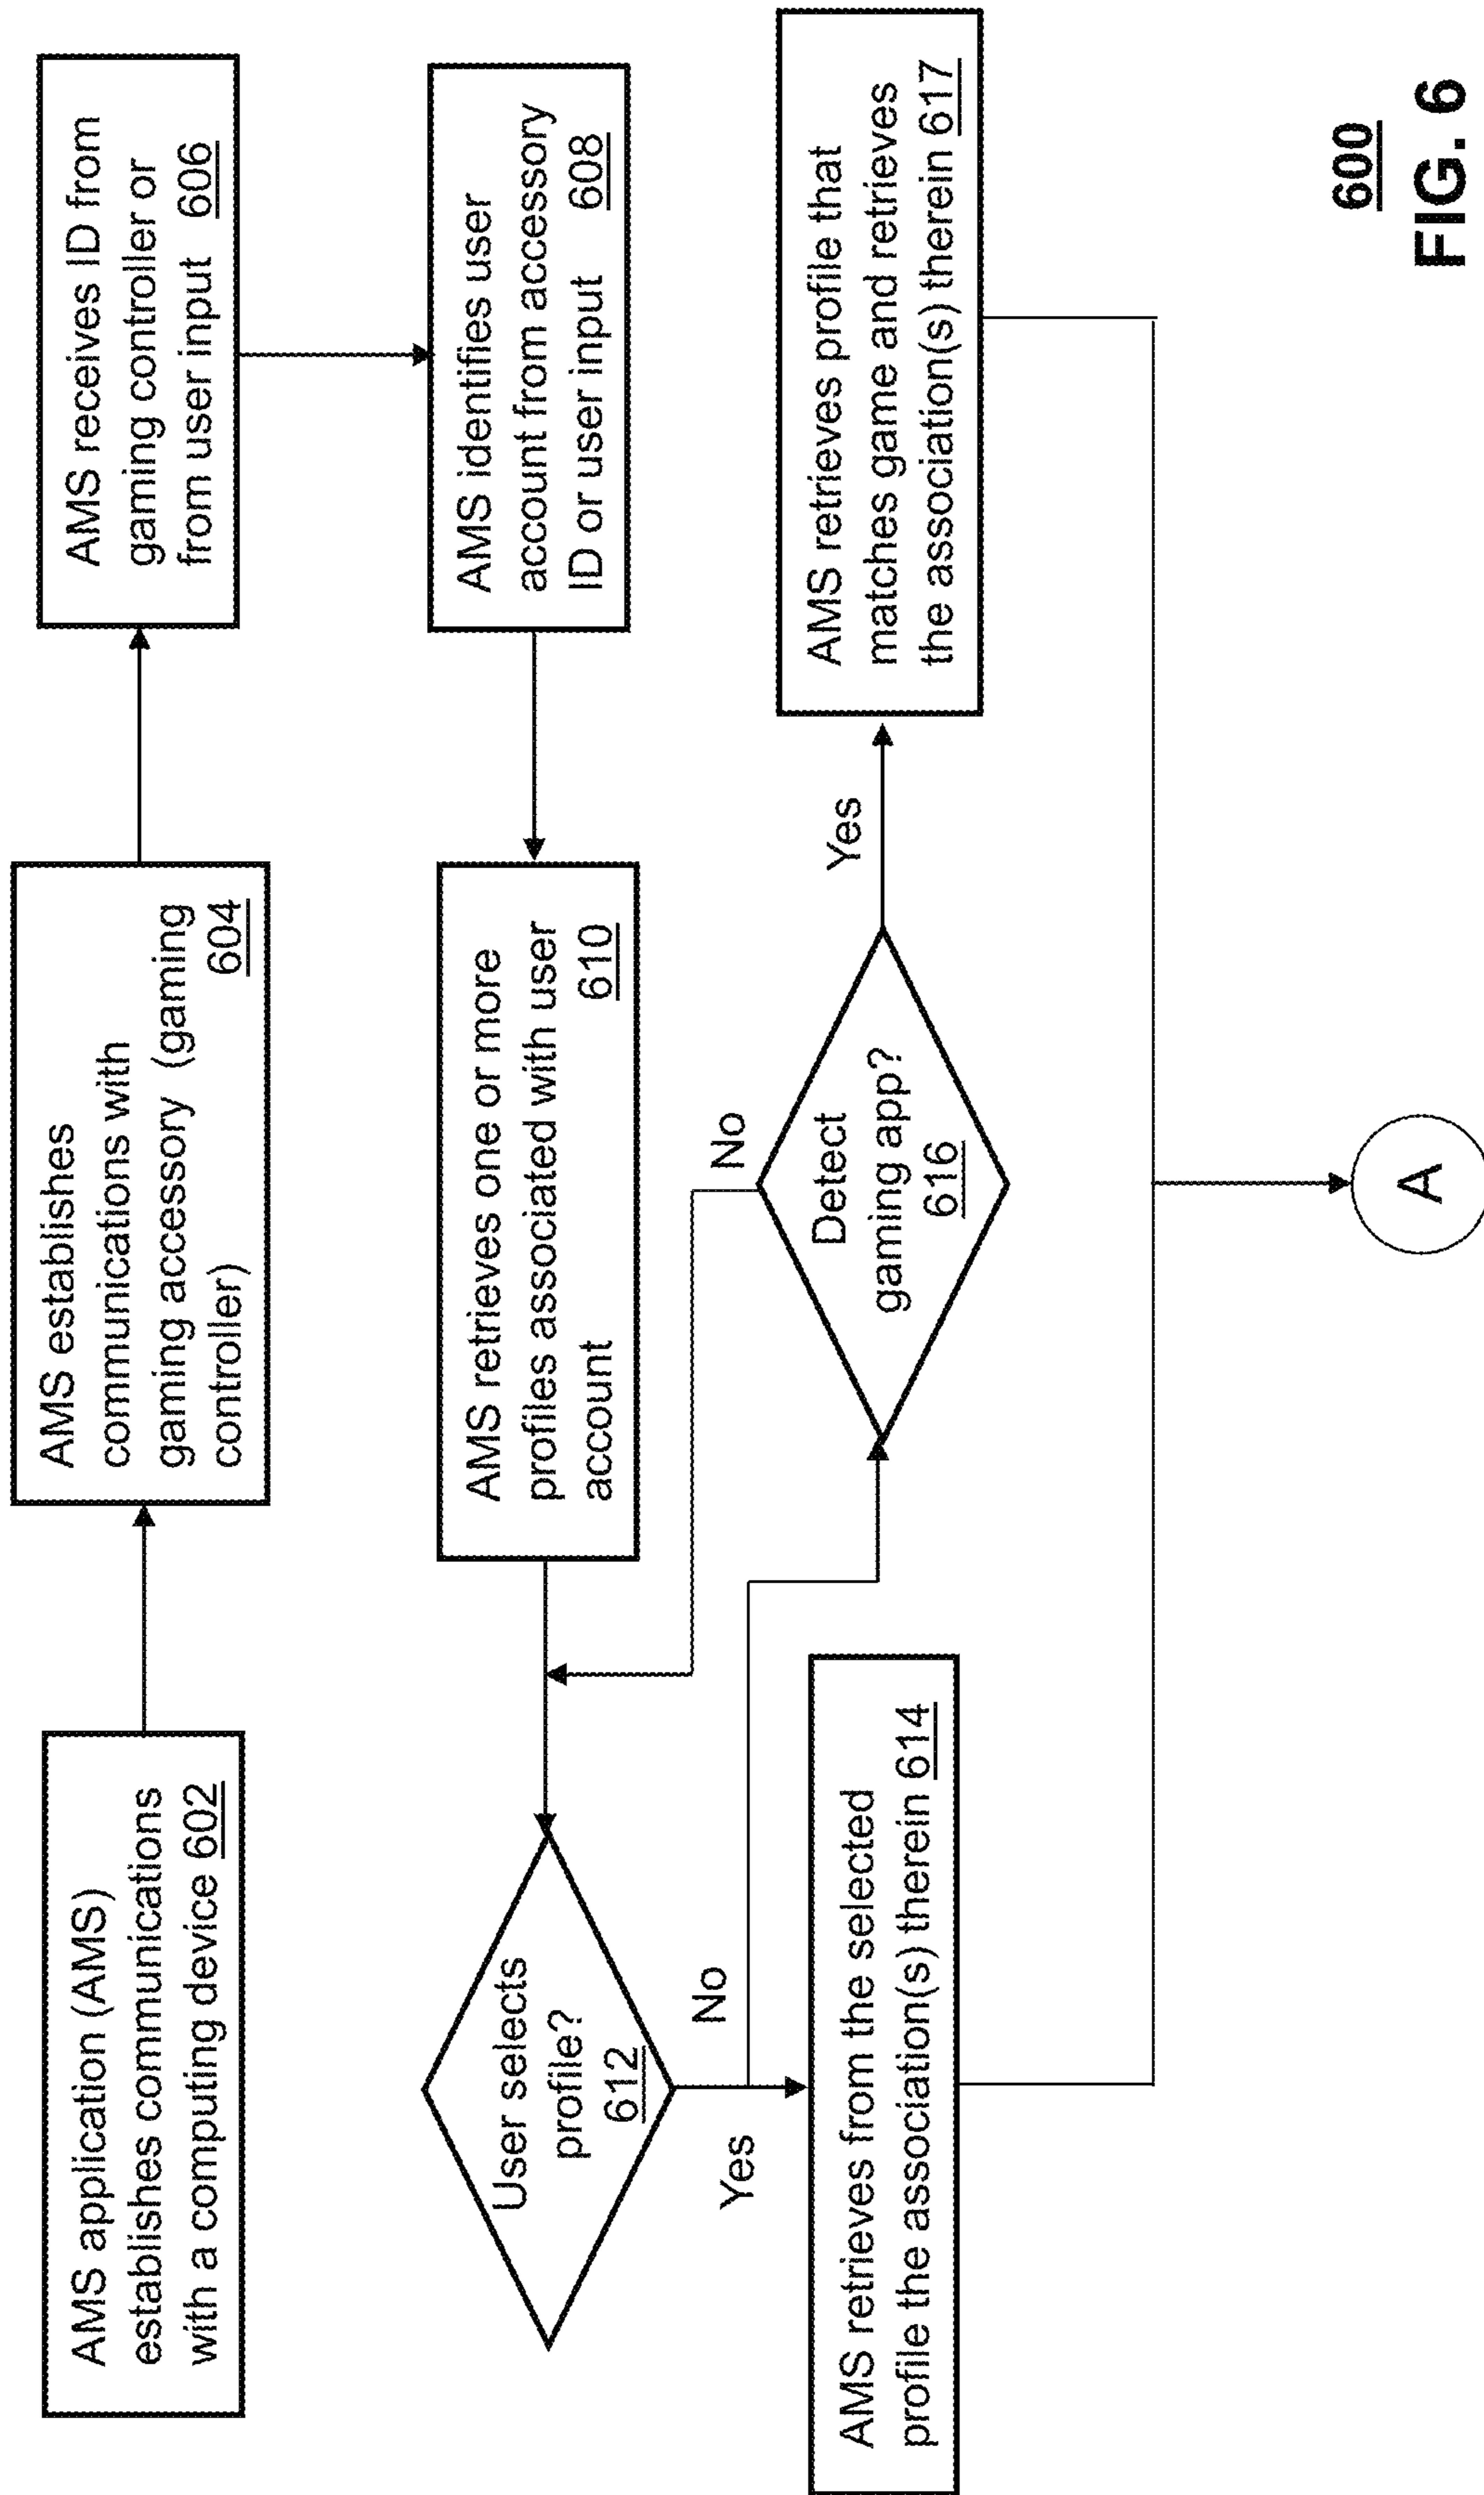 AMS application (AMS)
establishes communications
with a computing device 602
AMS establishes
communications with
gaming accessory (gaming
controller) 604
AMS receives ID from
gaming controller or
from user input 606
AMS identifies user
account from accessory
ID or user input 608
AMS retrieves one or more
profiles associated with user
account 610
User selects
profile?
612
Yes
No
AMS retrieves from the selected
profile the association(s) therein 614
Detect
gaming app?
616
No
Yes
AMS retrieves profile that
matches game and retrieves
the association(s) therein 617
A
600
FIG. 6